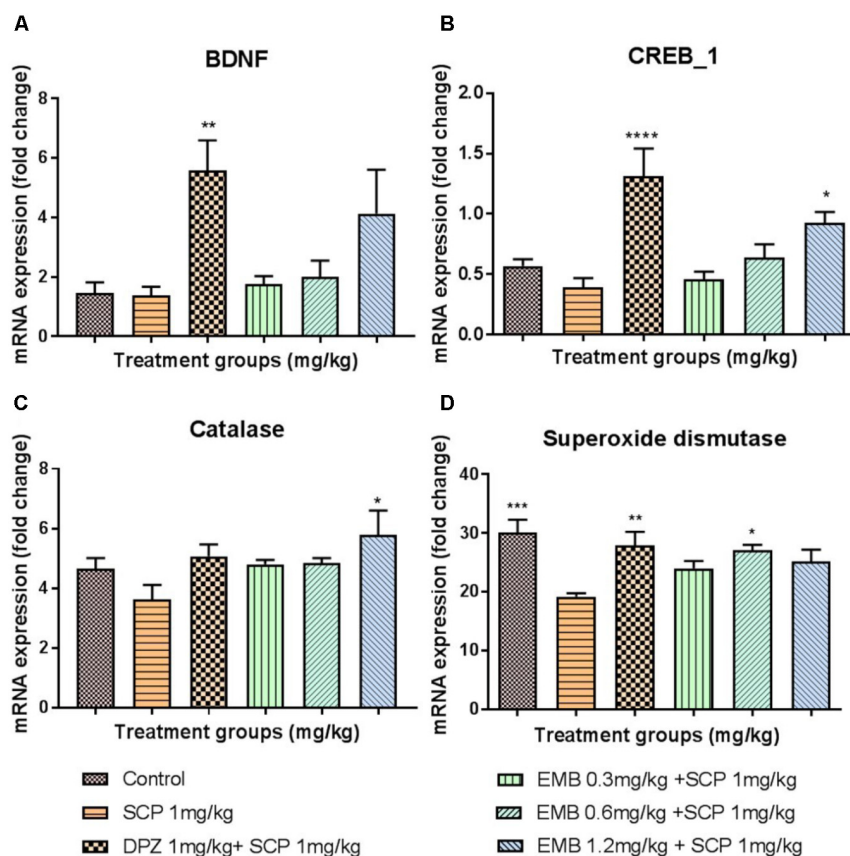 A
BDNF
mRNA expression (fold change)
8
6
4
2
0
**
Treatment groups (mg/kg)
B
CREB_1
mRNA expression (fold change)
2.0
1.5
1.0
0.5
0.0
****
*
Treatment groups (mg/kg)
C
Catalase
mRNA expression (fold change)
8
6
4
2
0
*
Treatment groups (mg/kg)
D
Superoxide dismutase
mRNA expression (fold change)
40
30
20
10
0
***
**
*
Treatment groups (mg/kg)
Control
SCP 1mg/kg
DPZ 1mg/kg+ SCP 1mg/kg
EMB 0.3mg/kg +SCP 1mg/kg
EMB 0.6mg/kg +SCP 1mg/kg
EMB 1.2mg/kg + SCP 1mg/kg